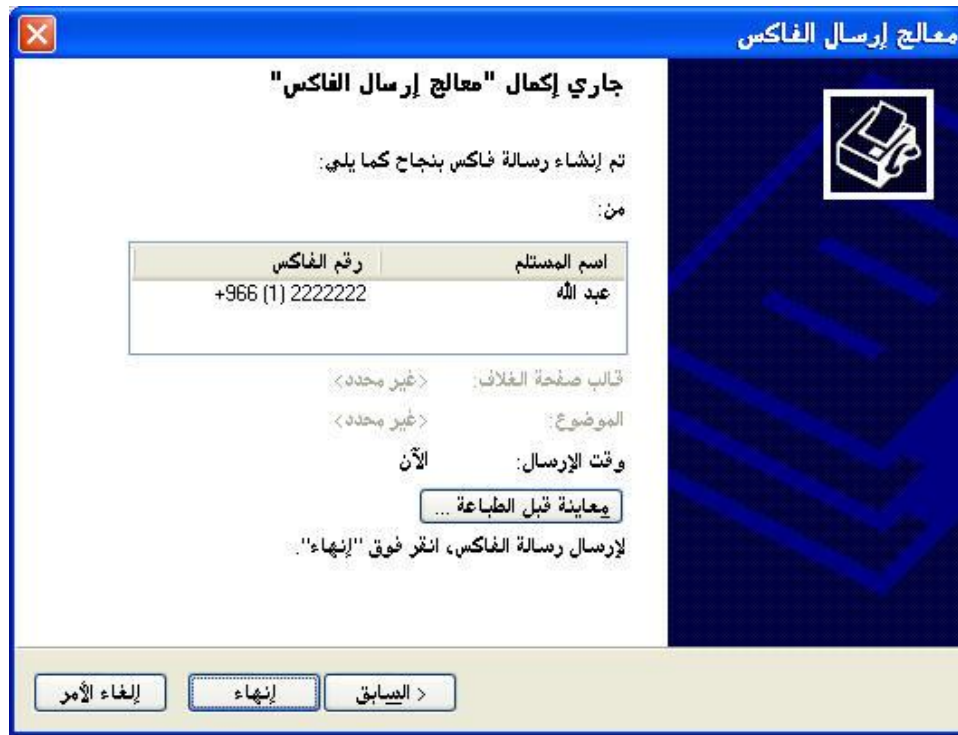 معالج إرسال الفاكس
جاري إكمال "معالج إرسال الفاكس"
تم إنشاء رسالة فاكس بنجاح كما يلي:
من:
اسم المستلم رقم الفاكس
عبد الله +966 (1) 2222222
قالب صفحة الغلاف: <غير محدد>
الموضوع: <غير محدد>
وقت الإرسال: الآن
معاينة قبل الطباعة ...
لإرسال رسالة الفاكس، انقر فوق "إنهاء".
< السابق إنهاء إلغاء الأمر